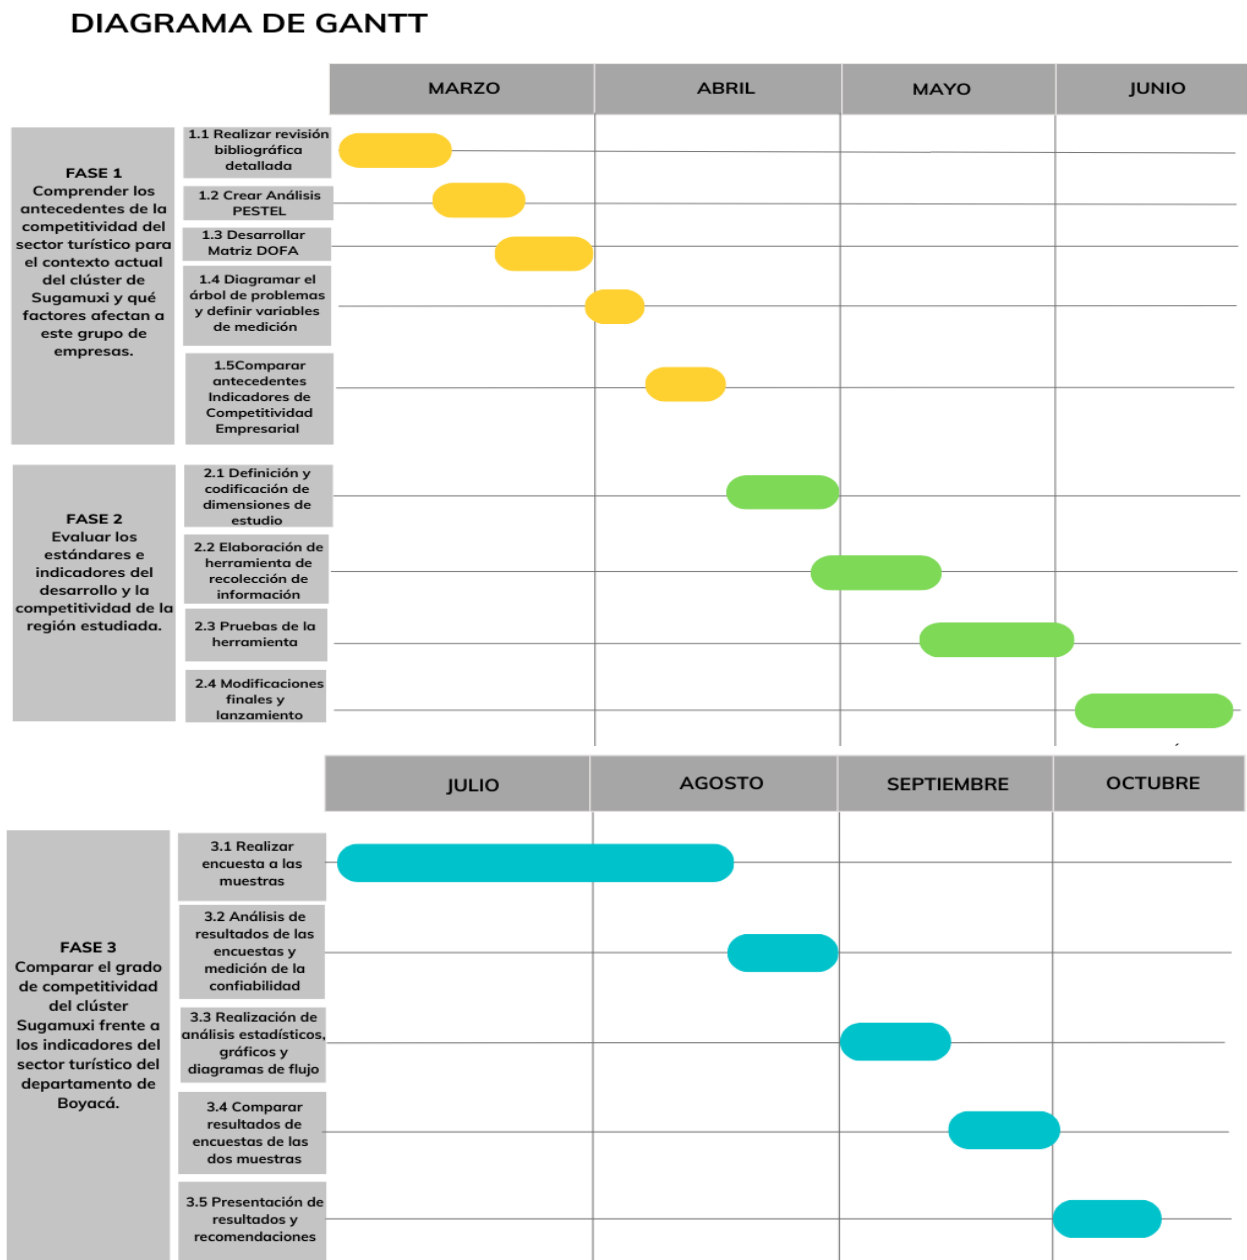 DIAGRAMA DE GANTT
MARZO
ABRIL
MAYO
JUNIO
FASE 1
Comprender los
antecedentes de la
competitividad del
sector turístico para
el contexto actual
del clúster de
Sugamuxi y qué
factores afectan a
este grupo de
empresas.
1.1 Realizar revisión
bibliográfica
detallada
1.2 Crear Análisis
PESTEL
1.3 Desarrollar
Matriz DOFA
1.4 Diagramar el
árbol de problemas
y definir variables
de medición
1.5Comparar
antecedentes
Indicadores de
Competitividad
Empresarial
FASE 2
Evaluar los
estándares e
indicadores del
desarrollo y la
competitividad de la
región estudiada.
2.1 Definición y
codificación de
dimensiones de
estudio
2.2 Elaboración de
herramienta de
recolección de
información
2.3 Pruebas de la
herramienta
2.4 Modificaciones
finales y
lanzamiento
JULIO
AGOSTO
SEPTIEMBRE
OCTUBRE
FASE 3
Comparar el grado
de competitividad
del clúster
Sugamuxi frente a
los indicadores del
sector turístico del
departamento de
Boyacá.
3.1 Realizar
encuesta a las
muestras
3.2 Análisis de
resultados de las
encuestas y
medición de la
confiabilidad
3.3 Realización de
análisis estadísticos,
gráficos y
diagramas de flujo
3.4 Comparar
resultados de
encuestas de las
dos muestras
3.5 Presentación de
resultados y
recomendaciones